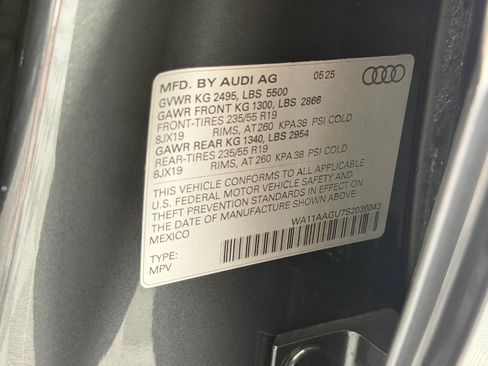 MFD. BY AUDI AG 05 25
GVWR KG 2495, LBS 5500
GAWR FRONT KG 1300, LBS 2866
FRONT-TIRES 235/55 R19
8JX19 RIMS, AT 260 KPA 38 PSI COLD
GAWR REAR KG 1340, LBS 2954
REAR-TIRES 235/55 R19
8JX19 RIMS, AT 260 KPA 38 PSI COLD
THIS VEHICLE CONFORMS TO ALL APPLICABLE
U.S. FEDERAL MOTOR VEHICLE SAFETY AND
THEFT PREVENTION STANDARDS IN EFFECT ON
THE DATE OF MANUFACTURE SHOWN ABOVE
MEXICO
WA11AAGU7S2036043
TYPE:
MPV